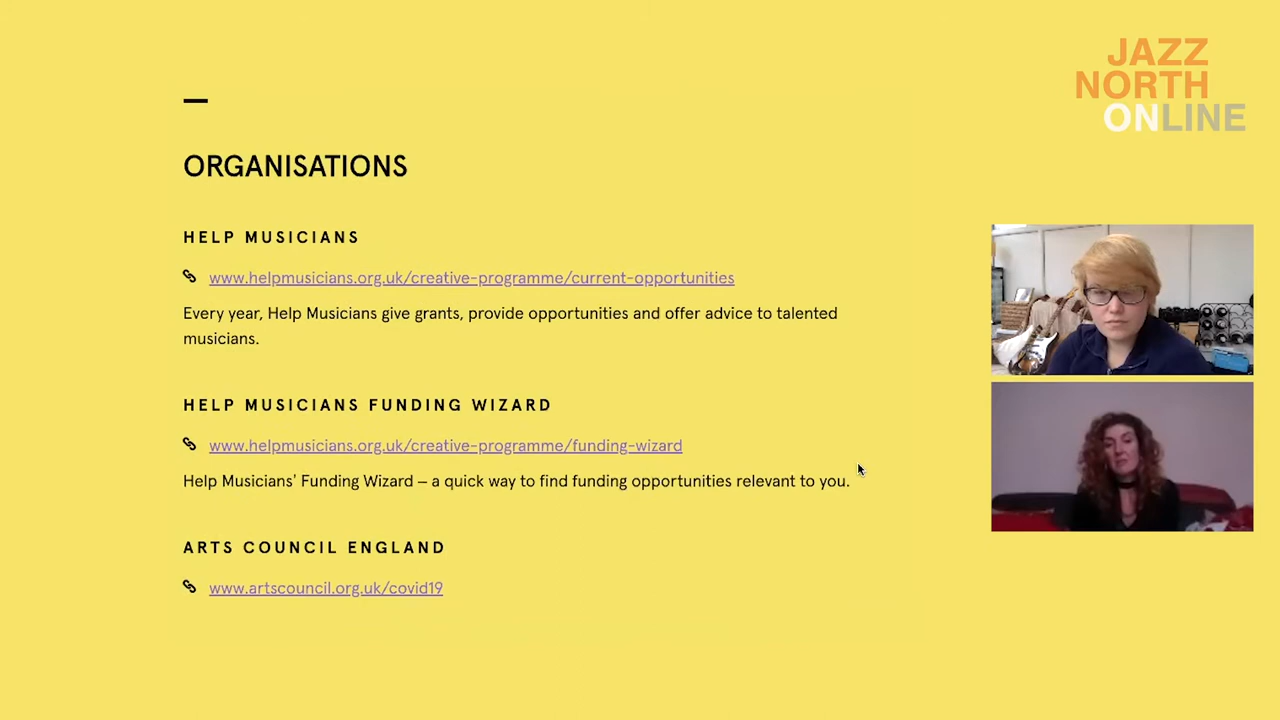 JAZZ
NORTH
ONLINE
—
ORGANISATIONS
HELP MUSICIANS
www.helpmusicians.org.uk/creative-programme/current-opportunities
Every year, Help Musicians give grants, provide opportunities and offer advice to talented
musicians.
HELP MUSICIANS FUNDING WIZARD
www.helpmusicians.org.uk/creative-programme/funding-wizard
Help Musicians' Funding Wizard – a quick way to find funding opportunities relevant to you.
ARTS COUNCIL ENGLAND
www.artscouncil.org.uk/covid19